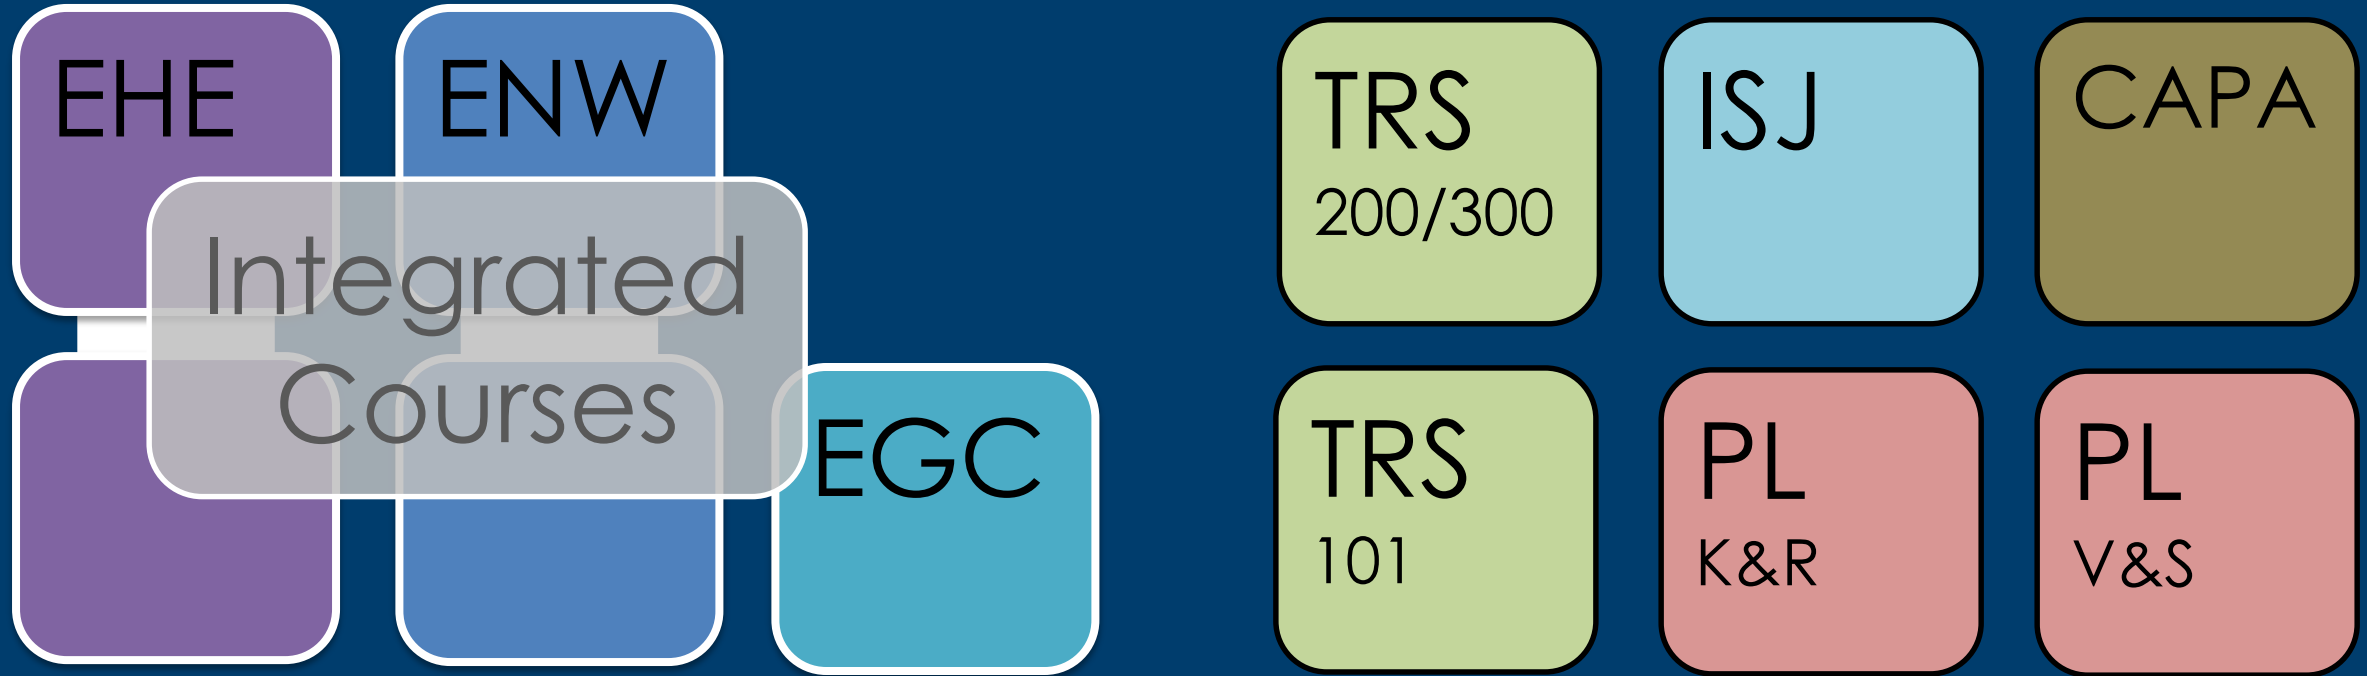 EHE
ENW
Integrated
Courses
EGC
TRS
200/300
ISJ
CAPA
TRS
101
PL
K&R
PL
V&S